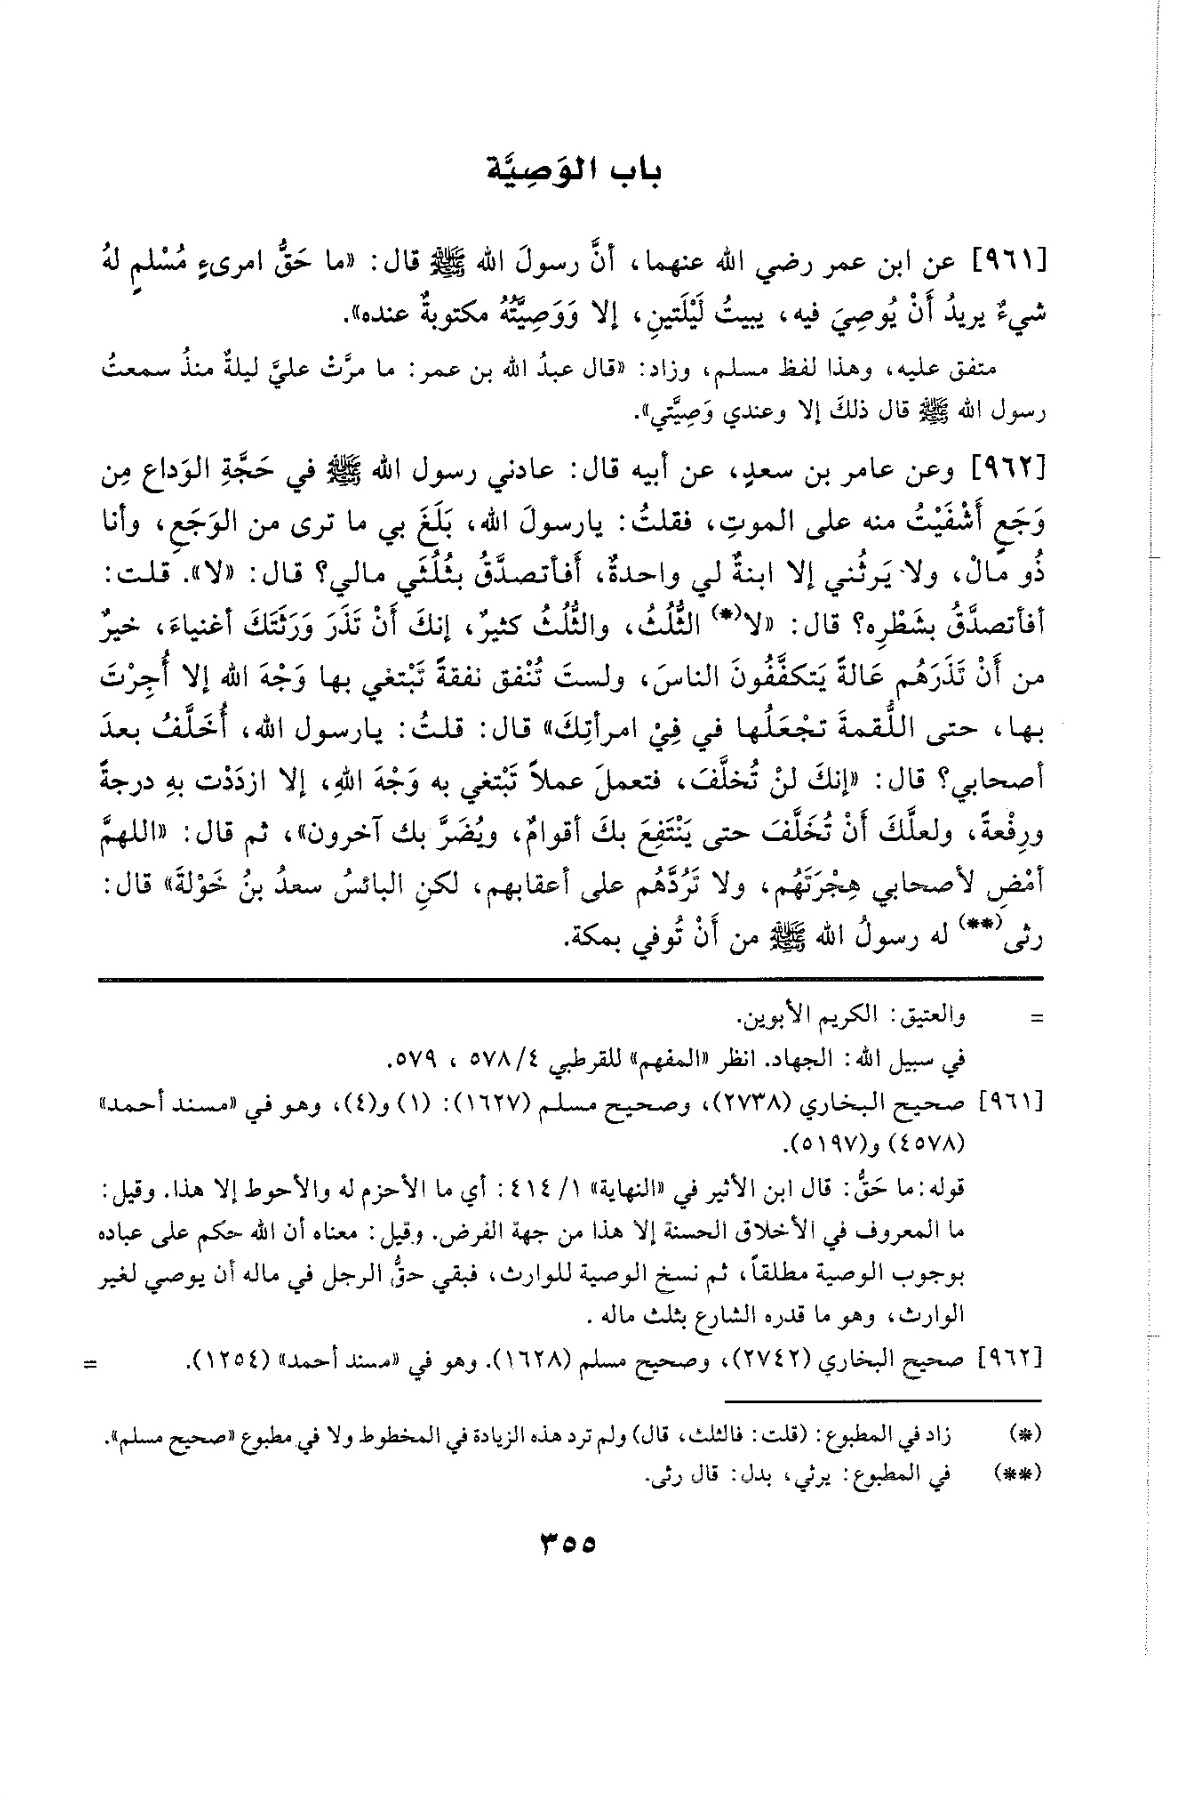 باب الوَصِيَّة
[٩٦١] عن ابن عمر رضي الله عنهما، أنَّ رسولَ الله ﷺ قال: «ما حَقُّ امرىءٍ مُسْلمٍ لهُ
شيءٌ يريدُ أَنْ يُوصِيَ فيه، يبيتُ لَيْلَتينِ، إلا وَوَصِيَّتُهُ مكتوبةٌ عنده».
متفق عليه، وهذا لفظ مسلم، وزاد: «قال عبدُ الله بن عمر: ما مرَّتْ عليَّ ليلةٌ منذُ سمعتُ
رسول الله ﷺ قال ذلكَ إلا وعندي وَصِيَّتي».
[٩٦٢] وعن عامر بن سعدٍ، عن أبيه قال: عادني رسول الله ﷺ في حَجَّةِ الوَداع مِن
وَجَعٍ أَشْفَيْتُ منه على الموتِ، فقلتُ: يارسولَ الله، بَلَغَ بي ما ترى من الوَجَعِ، وأنا
ذُو مالْ، ولا يَرثُني إلا ابنةٌ لي واحدةٌ، أَفأتصدَّقُ بثُلُثَي مالي؟ قال: «لا». قلت:
أفأتصدَّقُ بشَطْرِه؟ قال: «لا(*) الثُّلُثُ، والثُّلُثُ كثيرٌ، إنكَ أَنْ تَذَرَ وَرَثَتَكَ أغنياءَ، خيرٌ
من أَنْ تَذَرَهُم عَالةً يَتكفَّفُونَ الناسَ، ولستَ تُنْفق نفقةً تَبْتغي بها وَجْهَ الله إلا أُجِرْتَ
بها، حتى اللُّقمةَ تجْعَلُها في فِيْ امرأتِكَ» قال: قلتُ: يارسول الله، أُخَلَّفُ بعدَ
أصحابي؟ قال: «إنكَ لنْ تُخلَّفَ، فتعملَ عملاً تَبْتغي به وَجْهَ اللهِ، إلا ازدَدْت بهِ درجةً
ورِفْعةً، ولعلَّكَ أَنْ تُخَلَّفَ حتى يَنْتَفِعَ بكَ أقوامٌ، ويُضَرَّ بك آخرون»، ثم قال: «اللهمَّ
أمْضِ لأصحابي هِجْرَتَهُم، ولا تَرُدَّهُم على أعقابهم، لكنِ البائسُ سعدُ بنُ خَوْلةَ» قال:
رثى(**) له رسولُ الله ﷺ من أَنْ تُوفي بمكة.
= والعتيق: الكريم الأبوين.
في سبيل الله: الجهاد. انظر «المفهم» للقرطبي ٥٧٨/٤ ، ٥٧٩.
[٩٦١] صحيح البخاري (٢٧٣٨)، وصحيح مسلم (١٦٢٧): (١) و(٤)، وهو في «مسند أحمد»
(٤٥٧٨) و(٥١٩٧).
قوله:ما حَقُّ: قال ابن الأثير في «النهاية» ٤١٤/١: أي ما الأحزم له والأحوط إلا هذا. وقيل:
ما المعروف في الأخلاق الحسنة إلا هذا من جهة الفرض. وقيل: معناه أن الله حكم على عباده
بوجوب الوصية مطلقاً، ثم نسخ الوصية للوارث، فبقي حقُّ الرجل في ماله أن يوصي لغير
الوارث، وهو ما قدره الشارع بثلث ماله .
[٩٦٢] صحيح البخاري (٢٧٤٢)، وصحيح مسلم (١٦٢٨). وهو في «مسند أحمد» (١٢٥٤). =
(*) زاد في المطبوع: (قلت: فالثلث، قال) ولم ترد هذه الزيادة في المخطوط ولا في مطبوع «صحيح مسلم».
(**) في المطبوع: يرثي، بدل: قال رثى.
٣٥٥